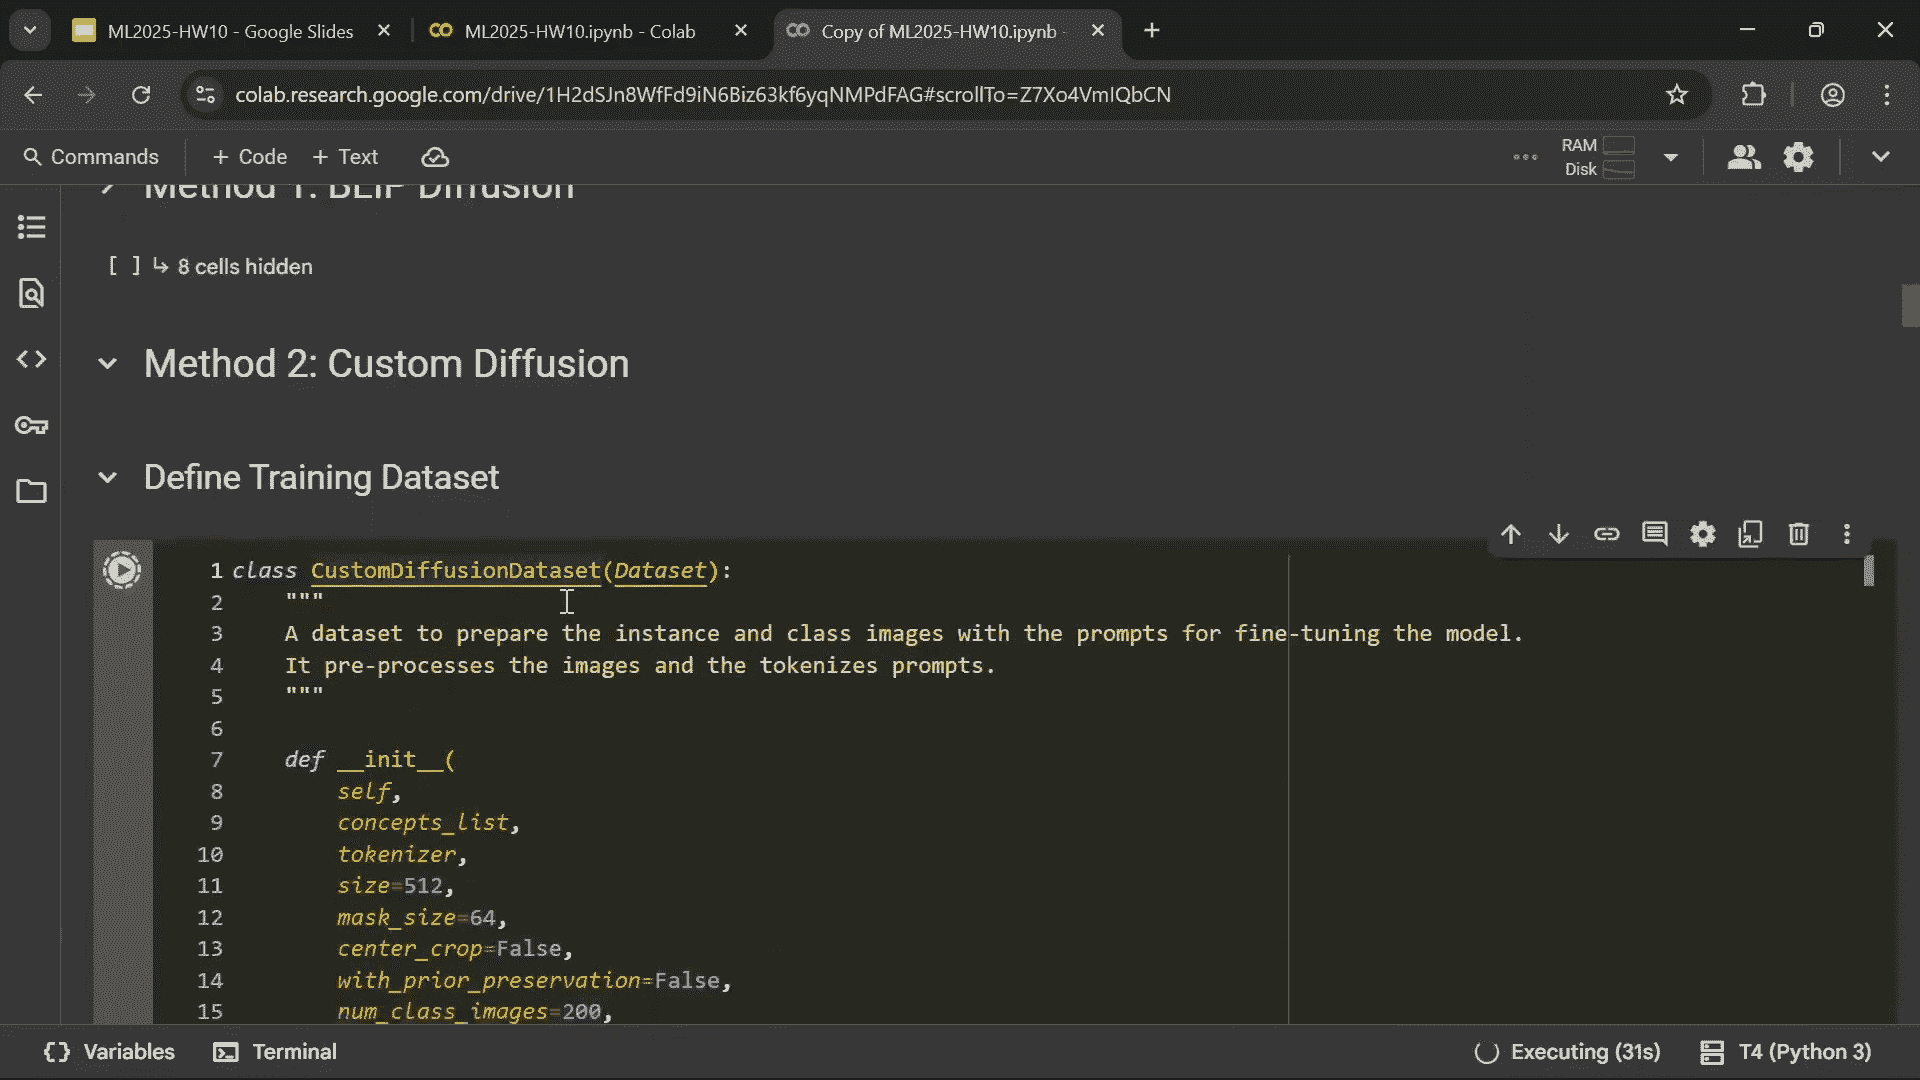 ML2025-HW10 - Google Slides
ML2025-HW10.ipynb - Colab
Copy of ML2025-HW10.ipynb -
colab.research.google.com/drive/1H2dSJn8WfFd9iN6Biz63kf6yqNMPdFAG#scrollTo=Z7Xo4VmIQbCN
Commands + Code + Text
RAM
Disk
Method 1: BLIP Diffusion
[ ] ↳ 8 cells hidden
Method 2: Custom Diffusion
Define Training Dataset
1 class CustomDiffusionDataset(Dataset):
2 """
3 A dataset to prepare the instance and class images with the prompts for fine-tuning the model.
4 It pre-processes the images and the tokenizes prompts.
5 """
6
7 def __init__(
8 self,
9 concepts_list,
10 tokenizer,
11 size=512,
12 mask_size=64,
13 center_crop=False,
14 with_prior_preservation=False,
15 num_class_images=200,
{} Variables Terminal
Executing (31s) T4 (Python 3)